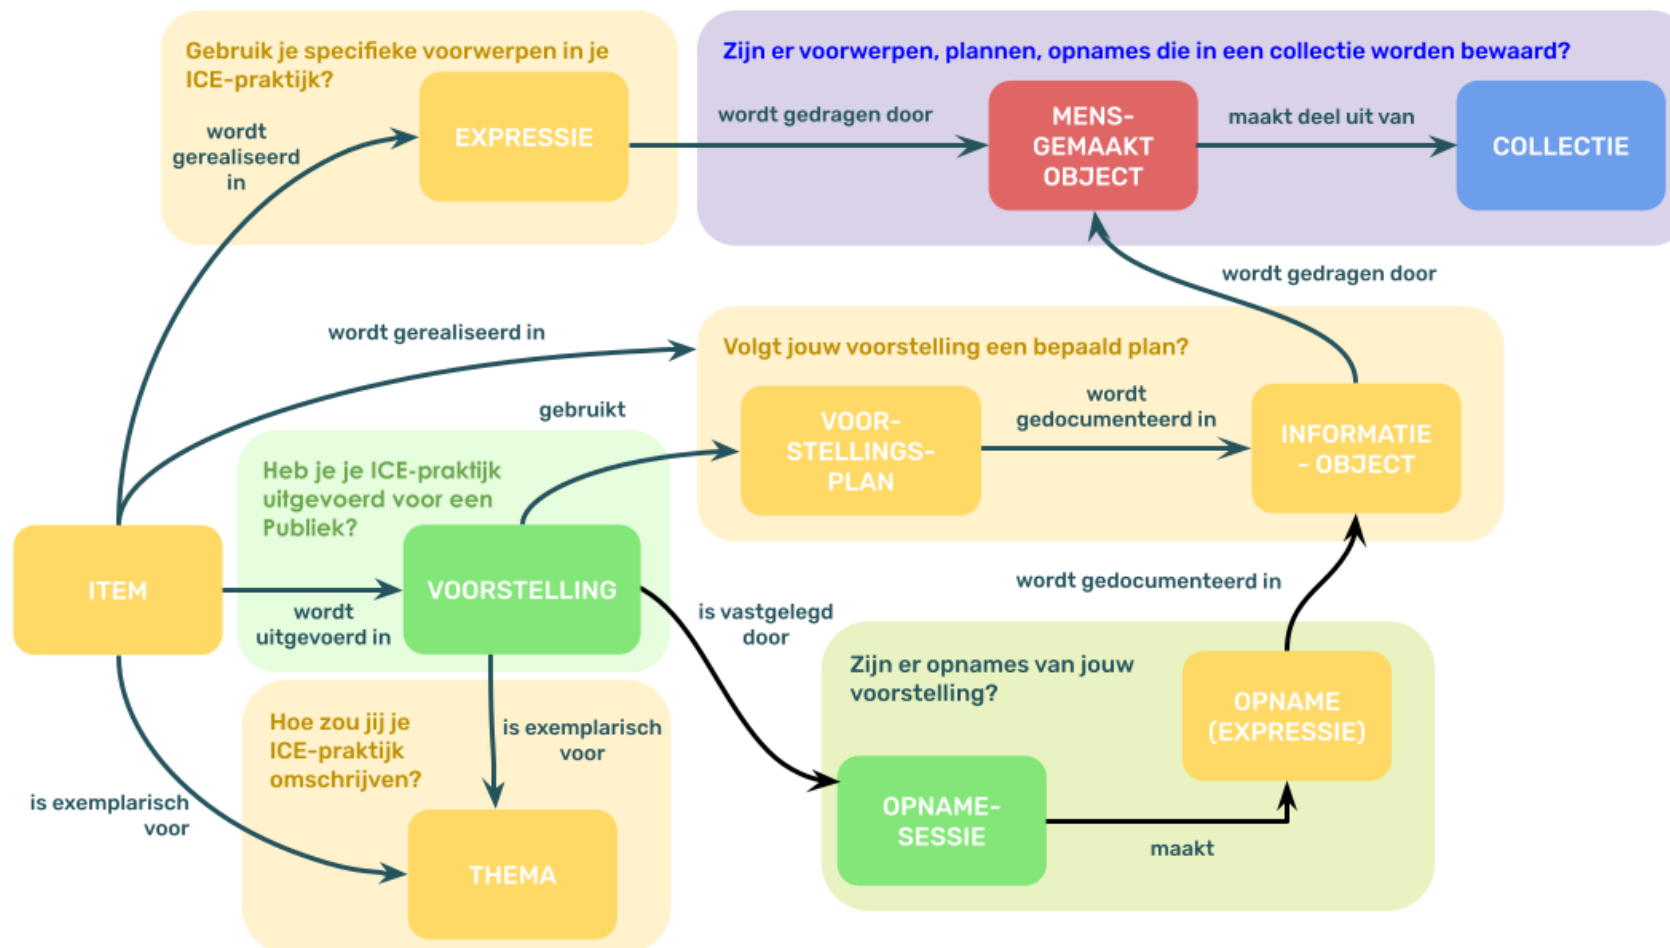 Gebruik je specifieke voorwerpen in je
ICE-praktijk?
wordt
gerealiseerd
in
EXPRESSIE
Zijn er voorwerpen, plannen, opnames die in een collectie worden bewaard?
wordt gedragen door
MENS-
GEMAAKT
OBJECT
maakt deel uit van
COLLECTIE
wordt gedragen door
wordt gerealiseerd in
Volgt jouw voorstelling een bepaald plan?
gebruikt
VOOR-
STELLINGS-
PLAN
wordt
gedocumenteerd in
INFORMATIE
- OBJECT
Heb je je ICE-praktijk
uitgevoerd voor een
Publiek?
ITEM
wordt
uitgevoerd in
VOORSTELLING
is vastgelegd
door
wordt gedocumenteerd in
Zijn er opnames van jouw
voorstelling?
OPNAME
(EXPRESSIE)
OPNAME-
SESSIE
maakt
Hoe zou jij je
ICE-praktijk
omschrijven?
is exemplarisch
voor
is exemplarisch
voor
THEMA